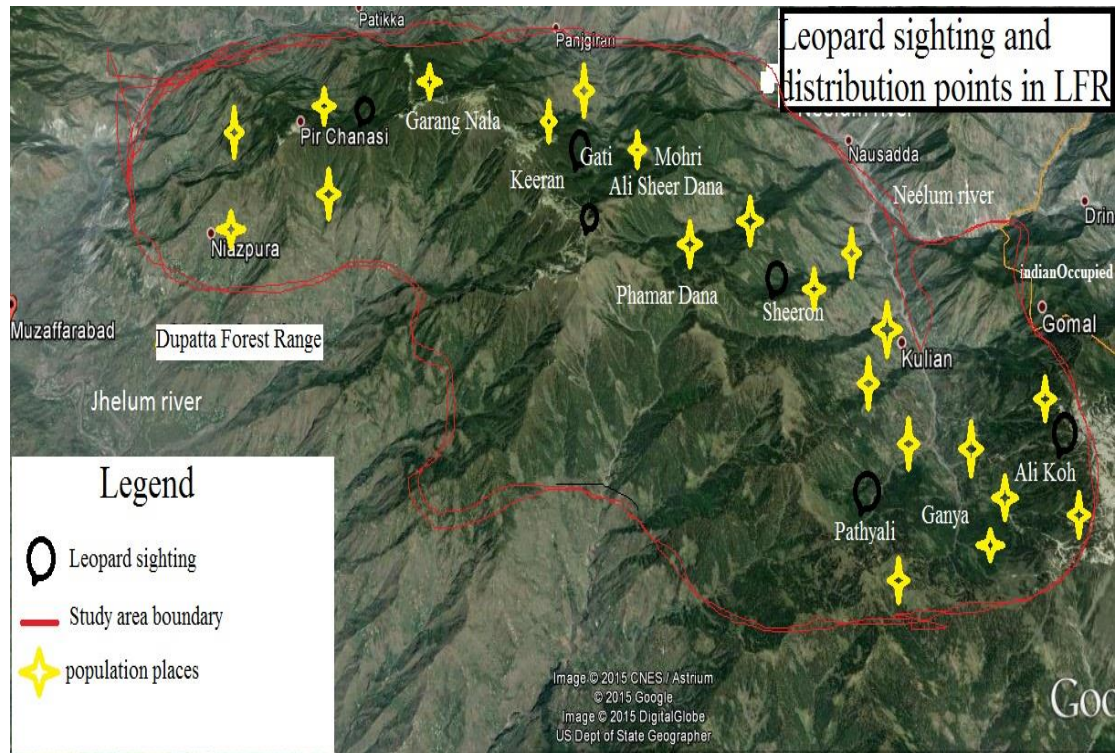 Patikka
Panjgiran
Leopard sighting and
distribution points in LFR
Neelum river
Pir Chanasi
Garang Nala
Nausadda
Gati
Mohri
Keeran
Ali Sheer Dana
Neelum river
Drin
Niazpura
indianOccupied
Phamar Dana
Sheeron
Gomal
Muzaffarabad
Dupatta Forest Range
Kulian
Jhelum river
Ali Koh
Pathyali
Ganya
Legend
Leopard sighting
Study area boundary
population places
Image © 2015 CNES / Astrium
© 2015 Google
Image © 2015 DigitalGlobe
US Dept of State Geographer
Goo